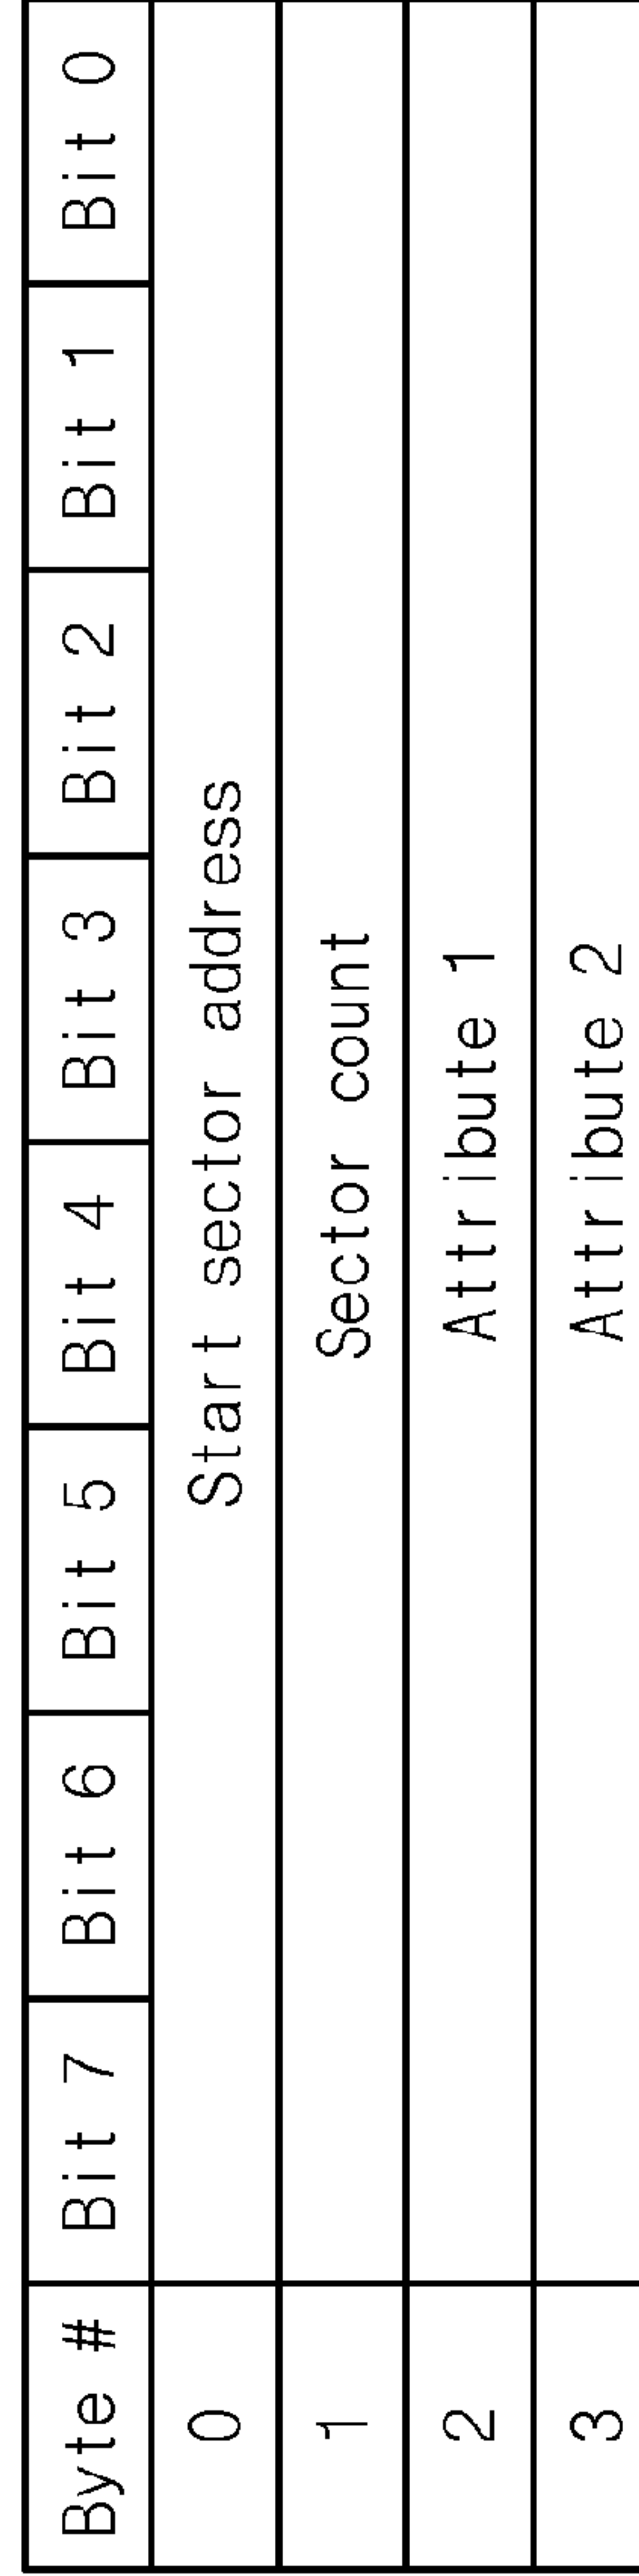 Byte # Bit 7 Bit 6 Bit 5 Bit 4 Bit 3 Bit 2 Bit 1 Bit 0
0 Start sector address
1 Sector count
2 Attribute 1
3 Attribute 2